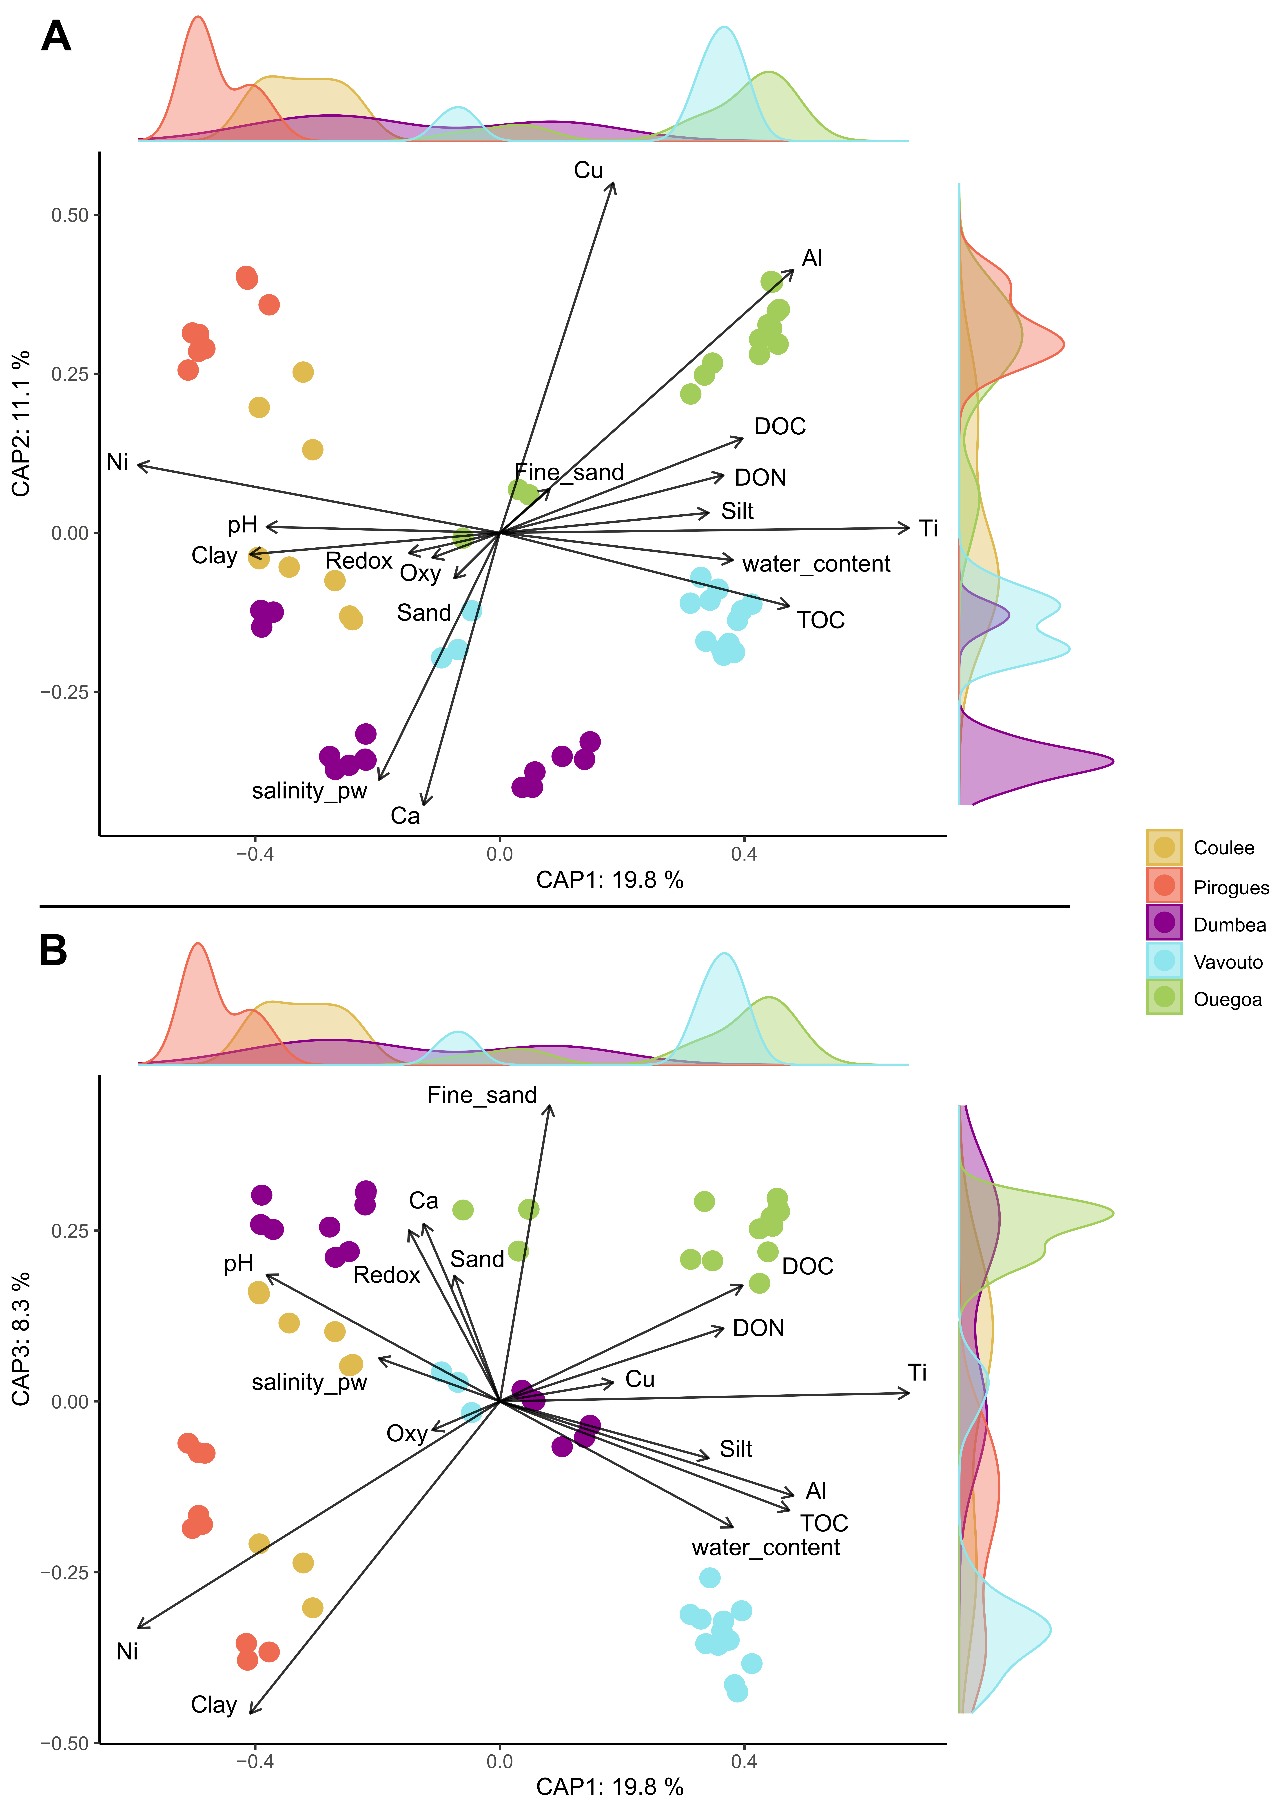 A
Cu
0.50
Al
0.25
CAP2: 11.1 %
DOC
Ni
Fine_sand
DON
Silt
pH
0.00
Ti
Clay
Redox
Oxy
water_content
Sand
TOC
−0.25
salinity_pw
Ca
−0.4
0.0
0.4
CAP1: 19.8 %
Coulee
Pirogues
Dumbea
Vavouto
Ouegoa
B
Fine_sand
Ca
0.25
pH
Redox
Sand
DOC
CAP3: 8.3 %
DON
salinity_pw
Cu
Ti
0.00
Oxy
Silt
Al
TOC
water_content
−0.25
Ni
Clay
−0.50
−0.4
0.0
0.4
CAP1: 19.8 %